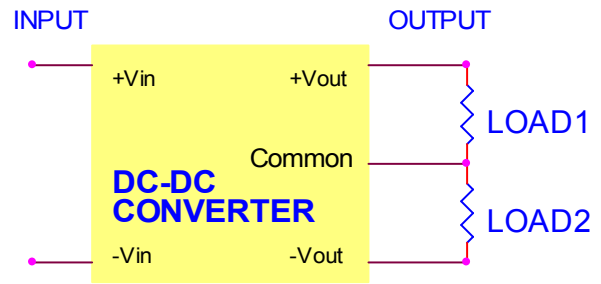 INPUT
OUTPUT
+Vin
+Vout
LOAD1
Common
DC-DC
CONVERTER
LOAD2
-Vin
-Vout